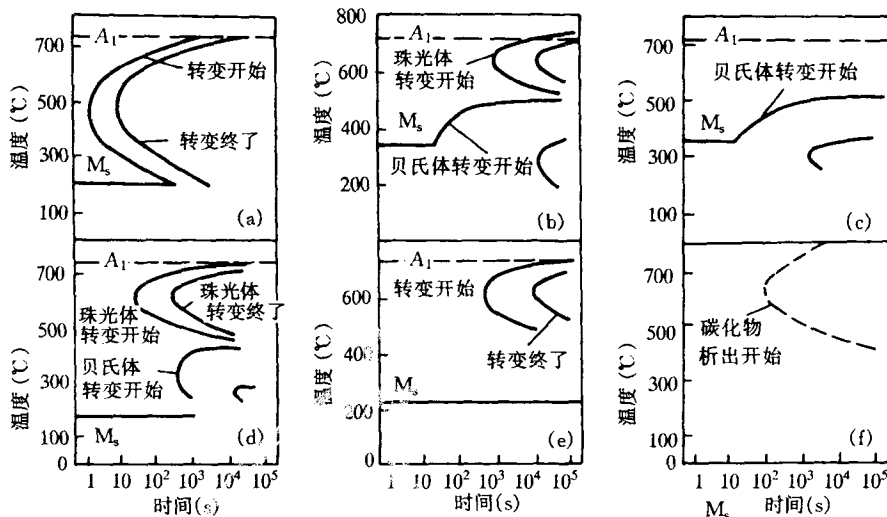 温度(℃)
700
500
300
100
A₁
转变开始
转变终了
Mₛ
(a)
温度(℃)
800
600
400
200
A₁
珠光体
转变开始
Mₛ
贝氏体转变开始
(b)
温度(℃)
700
500
300
100
A₁
贝氏体转变开始
Mₛ
(c)
温度(℃)
700
500
300
100
0
A₁
珠光体
转变终了
珠光体
转变开始
贝氏体
转变开始
Mₛ
(d)
1 10 10² 10³ 10⁴ 10⁵
时间(s)
温度(℃)
800
600
400
200
0
A₁
转变开始
转变终了
Mₛ
(e)
1 10 10² 10³ 10⁴ 10⁵
时间(s)
温度(℃)
700
500
300
100
0
碳化物
析出开始
(f)
1 10 10² 10³ 10⁴ 10⁵
Mₛ 时间(s)